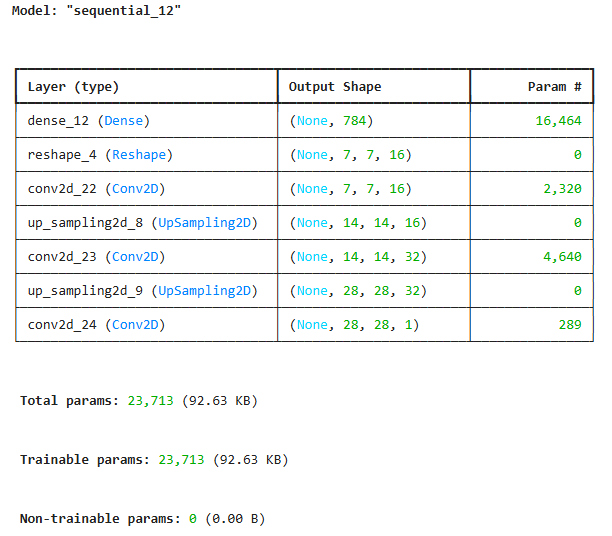 Model: "sequential_12"
Layer (type) Output Shape Param #
dense_12 (Dense) (None, 784) 16,464
reshape_4 (Reshape) (None, 7, 7, 16) 0
conv2d_22 (Conv2D) (None, 7, 7, 16) 2,320
up_sampling2d_8 (UpSampling2D) (None, 14, 14, 16) 0
conv2d_23 (Conv2D) (None, 14, 14, 32) 4,640
up_sampling2d_9 (UpSampling2D) (None, 28, 28, 32) 0
conv2d_24 (Conv2D) (None, 28, 28, 1) 289
Total params: 23,713 (92.63 KB)
Trainable params: 23,713 (92.63 KB)
Non-trainable params: 0 (0.00 B)